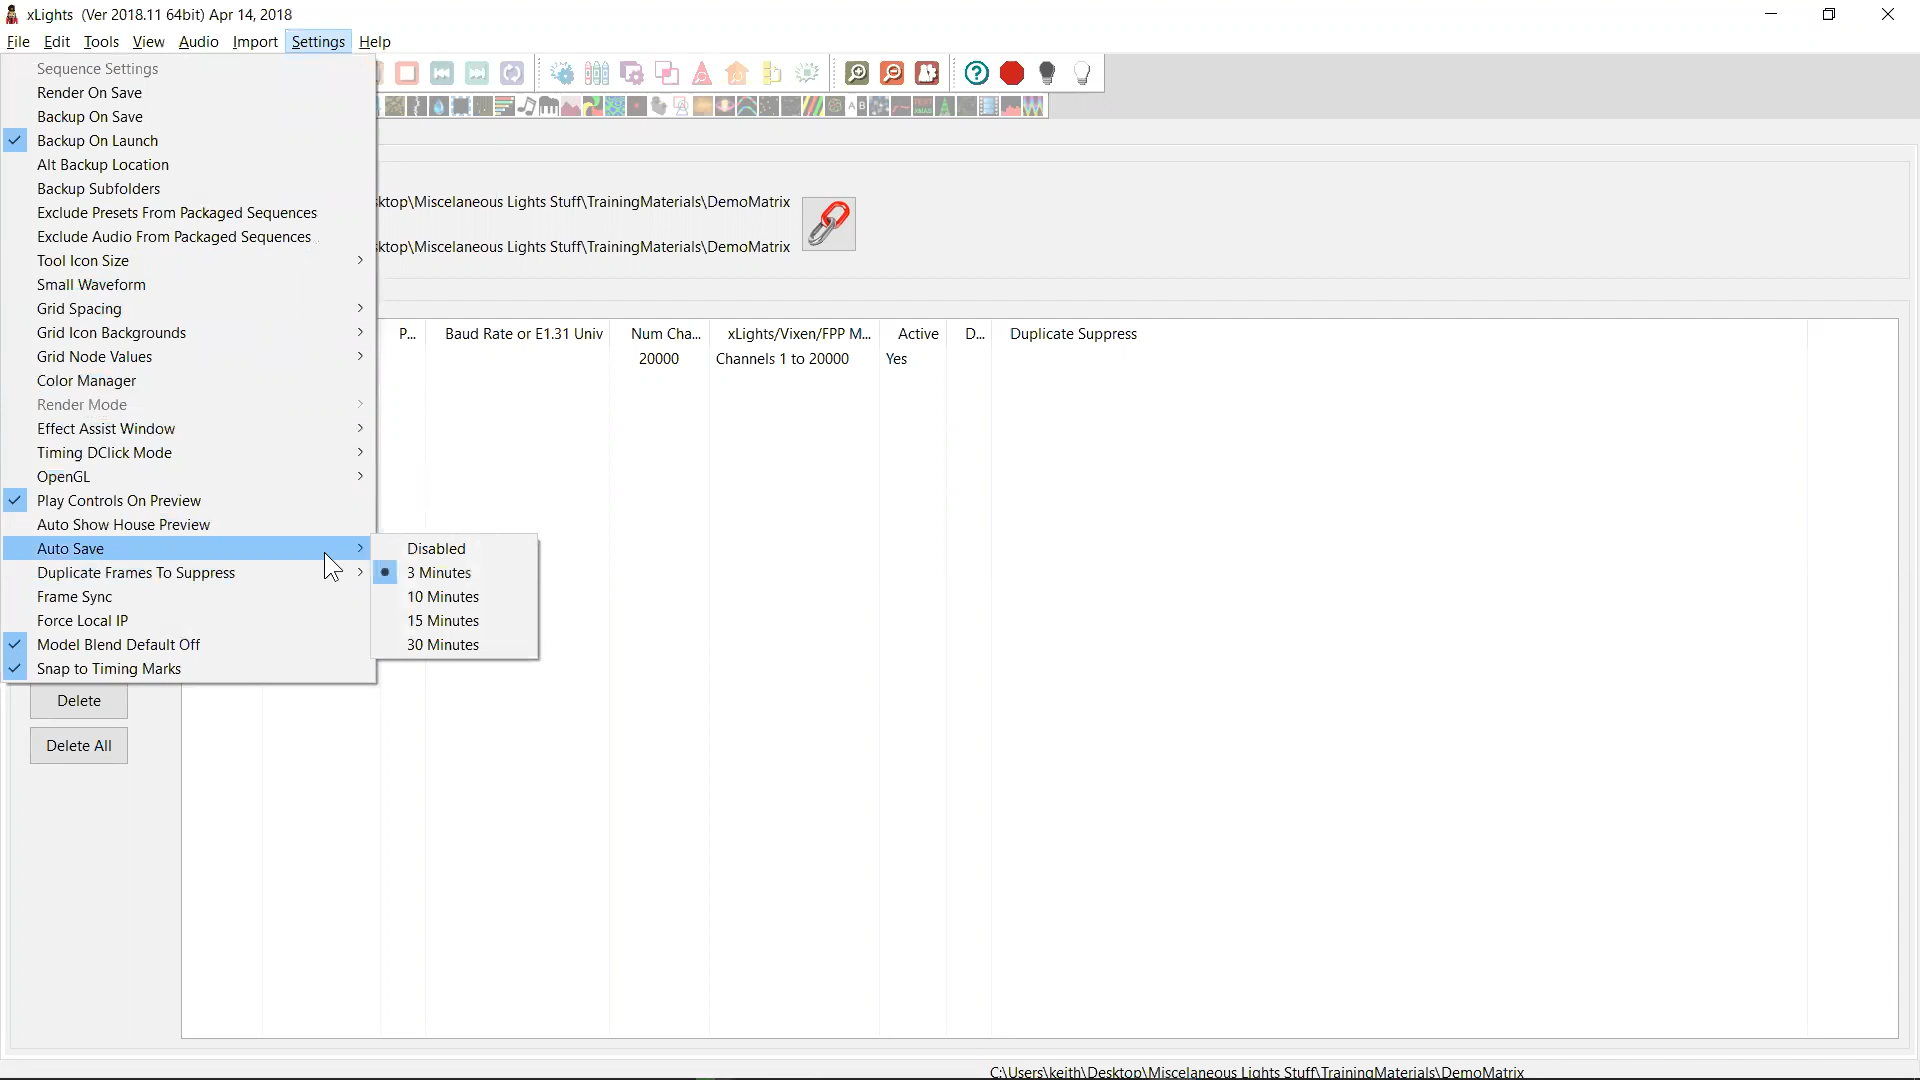 xLights (Ver 2018.11 64bit) Apr 14, 2018
File Edit Tools View Audio Import Settings Help
Sequence Settings
Render On Save
Backup On Save
Backup On Launch
Alt Backup Location
Backup Subfolders
Exclude Presets From Packaged Sequences
Exclude Audio From Packaged Sequences
Tool Icon Size
Small Waveform
Grid Spacing
Grid Icon Backgrounds
Grid Node Values
Color Manager
Render Mode
Effect Assist Window
Timing DClick Mode
OpenGL
Play Controls On Preview
Auto Show House Preview
Auto Save
Duplicate Frames To Suppress
Frame Sync
Force Local IP
Model Blend Default Off
Snap to Timing Marks
Disabled
3 Minutes
10 Minutes
15 Minutes
30 Minutes
ktop\Miscelaneous Lights Stuff\TrainingMaterials\DemoMatrix
ktop\Miscelaneous Lights Stuff\TrainingMaterials\DemoMatrix
P... Baud Rate or E1.31 Univ Num Cha... xLights/Vixen/FPP M... Active D... Duplicate Suppress
20000 Channels 1 to 20000 Yes
Delete
Delete All
C:\Users\keith\Desktop\Miscelaneous Lights Stuff\TrainingMaterials\DemoMatrix